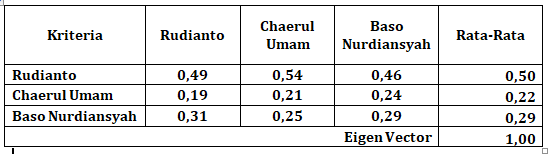 Kriteria Rudianto Chaerul Umam Baso Nurdiansyah Rata-Rata
Rudianto 0,49 0,54 0,46 0,50
Chaerul Umam 0,19 0,21 0,24 0,22
Baso Nurdiansyah 0,31 0,25 0,29 0,29
Eigen Vector 1,00